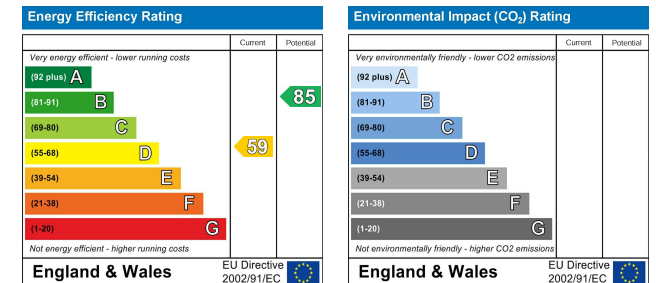 Energy Efficiency Rating
Current Potential
Very energy efficient - lower running costs
(92 plus) A
(81-91) B
85
(69-80) C
(55-68) D
59
(39-54) E
(21-38) F
(1-20) G
Not energy efficient - higher running costs
England & Wales
EU Directive
2002/91/EC
Environmental Impact (CO₂) Rating
Current Potential
Very environmentally friendly - lower CO2 emissions
(92 plus) A
(81-91) B
(69-80) C
(55-68) D
(39-54) E
(21-38) F
(1-20) G
Not environmentally friendly - higher CO2 emissions
England & Wales
EU Directive
2002/91/EC